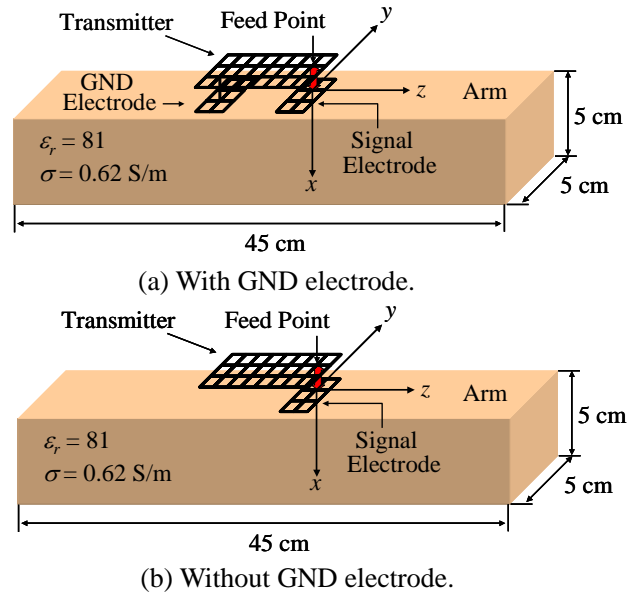 Transmitter
Feed Point
y
GND
Electrode
z
Arm
Signal
Electrode
x
εr = 81
σ = 0.62 S/m
5 cm
5 cm
45 cm
(a) With GND electrode.
Transmitter
Feed Point
y
z
Arm
Signal
Electrode
x
εr = 81
σ = 0.62 S/m
5 cm
5 cm
45 cm
(b) Without GND electrode.